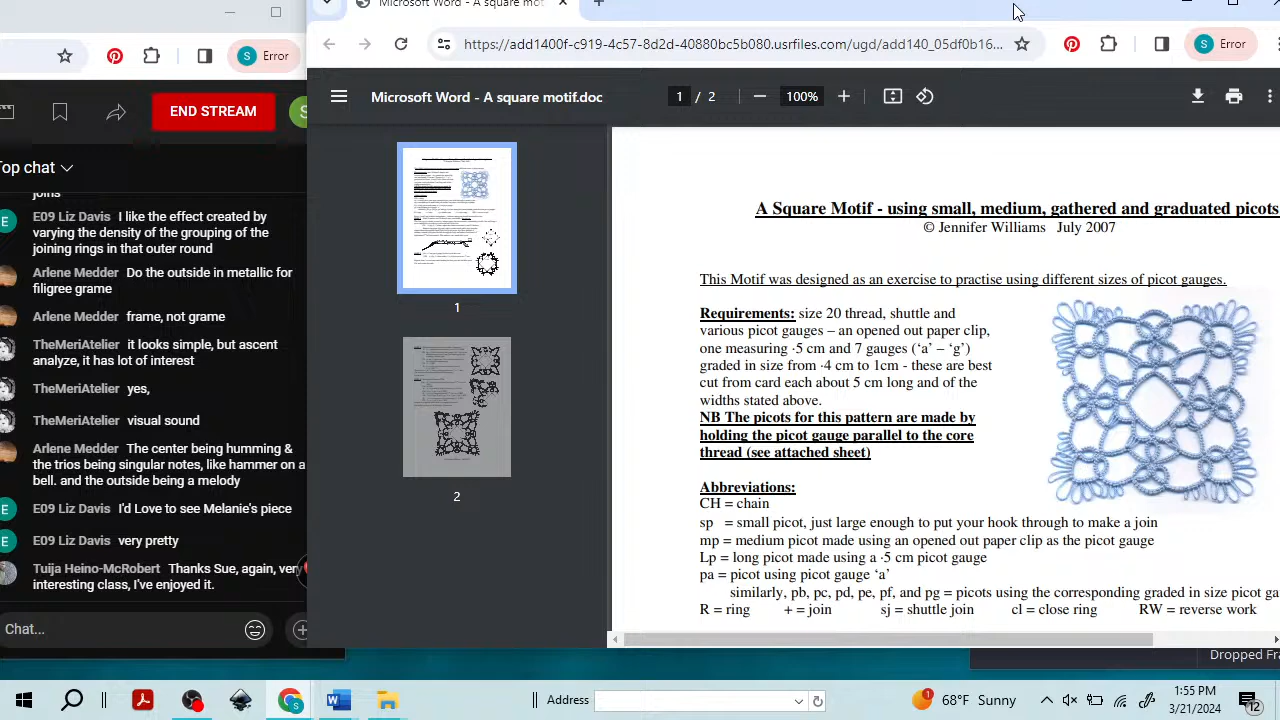 Error
END STREAM
S
Top chat
joins
E09 Liz Davis I like the effect created by
varying the density of the grouping of the
joining rings in that outer round
Arlene Medder Do the outside in metallic for
filigree grame
Arlene Medder frame, not grame
TheMeriAtelier it looks simple, but ascent
analyze, it has lot of interest
TheMeriAtelier yes,
TheMeriAtelier visual sound
Arlene Medder The center being humming &
the trios being singular notes, like hammer on a
bell. and the outside being a melody
E09 Liz Davis I'd Love to see Melanie's piece
E09 Liz Davis very pretty
Tuija Heino-McRobert Thanks Sue, again, very
interesting class, I've enjoyed it.
Chat...
Microsoft Word - A square mot
https://add1400f-c919-4c57-8d2d-40880bc5b080.usrfiles.com/ugd/add140_05df0b16...
S Error
Microsoft Word - A square motif.doc
1 / 2
100%
1
2
A Square Motif - using small, medium, gathered and graduated picots
© Jennifer Williams July 2007
This Motif was designed as an exercise to practise using different sizes of picot gauges.
Requirements: size 20 thread, shuttle and
various picot gauges – an opened out paper clip,
one measuring ·5 cm and 7 gauges ('a' – 'g')
graded in size from ·4 cm to 1cm - these are best
cut from card each about 5 cm long and of the
widths stated above.
NB The picots for this pattern are made by
holding the picot gauge parallel to the core
thread (see attached sheet)
Abbreviations:
CH = chain
sp = small picot, just large enough to put your hook through to make a join
mp = medium picot made using an opened out paper clip as the picot gauge
Lp = long picot made using a ·5 cm picot gauge
pa = picot using picot gauge 'a'
similarly, pb, pc, pd, pe, pf, and pg = picots using the corresponding graded in size picot ga
R = ring + = join sj = shuttle join cl = close ring RW = reverse work
Dropped Fra
Address
1
68°F Sunny
1:55 PM
3/21/2024
12